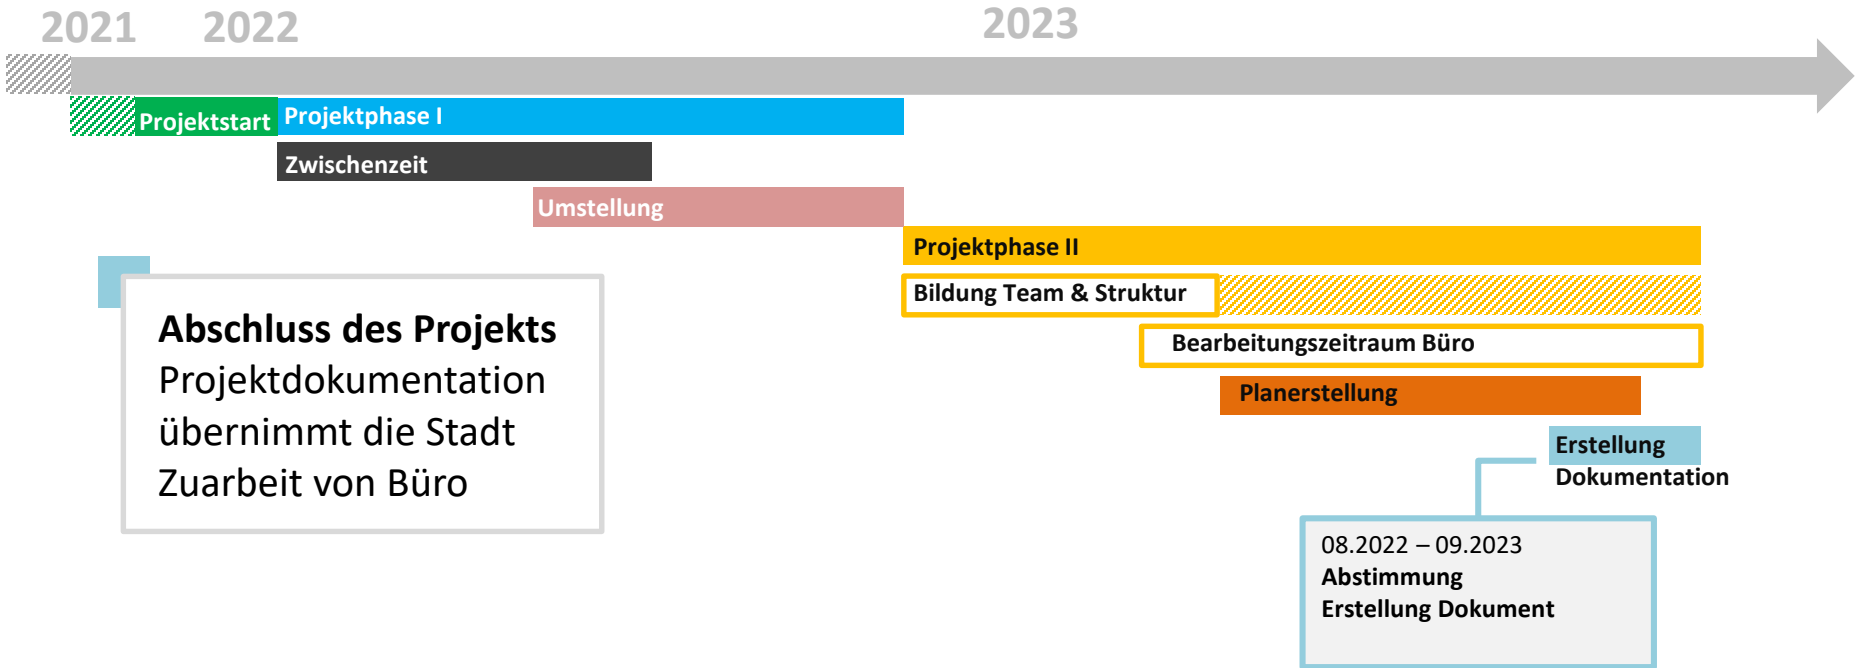 2021 2022 2023
Projektstart Projektphase I
Zwischenzeit
Umstellung
Projektphase II
Bildung Team & Struktur
Bearbeitungszeitraum Büro
Planerstellung
Erstellung
Dokumentation
Abschluss des Projekts
Projektdokumentation
übernimmt die Stadt
Zuarbeit von Büro
08.2022 – 09.2023
Abstimmung
Erstellung Dokument